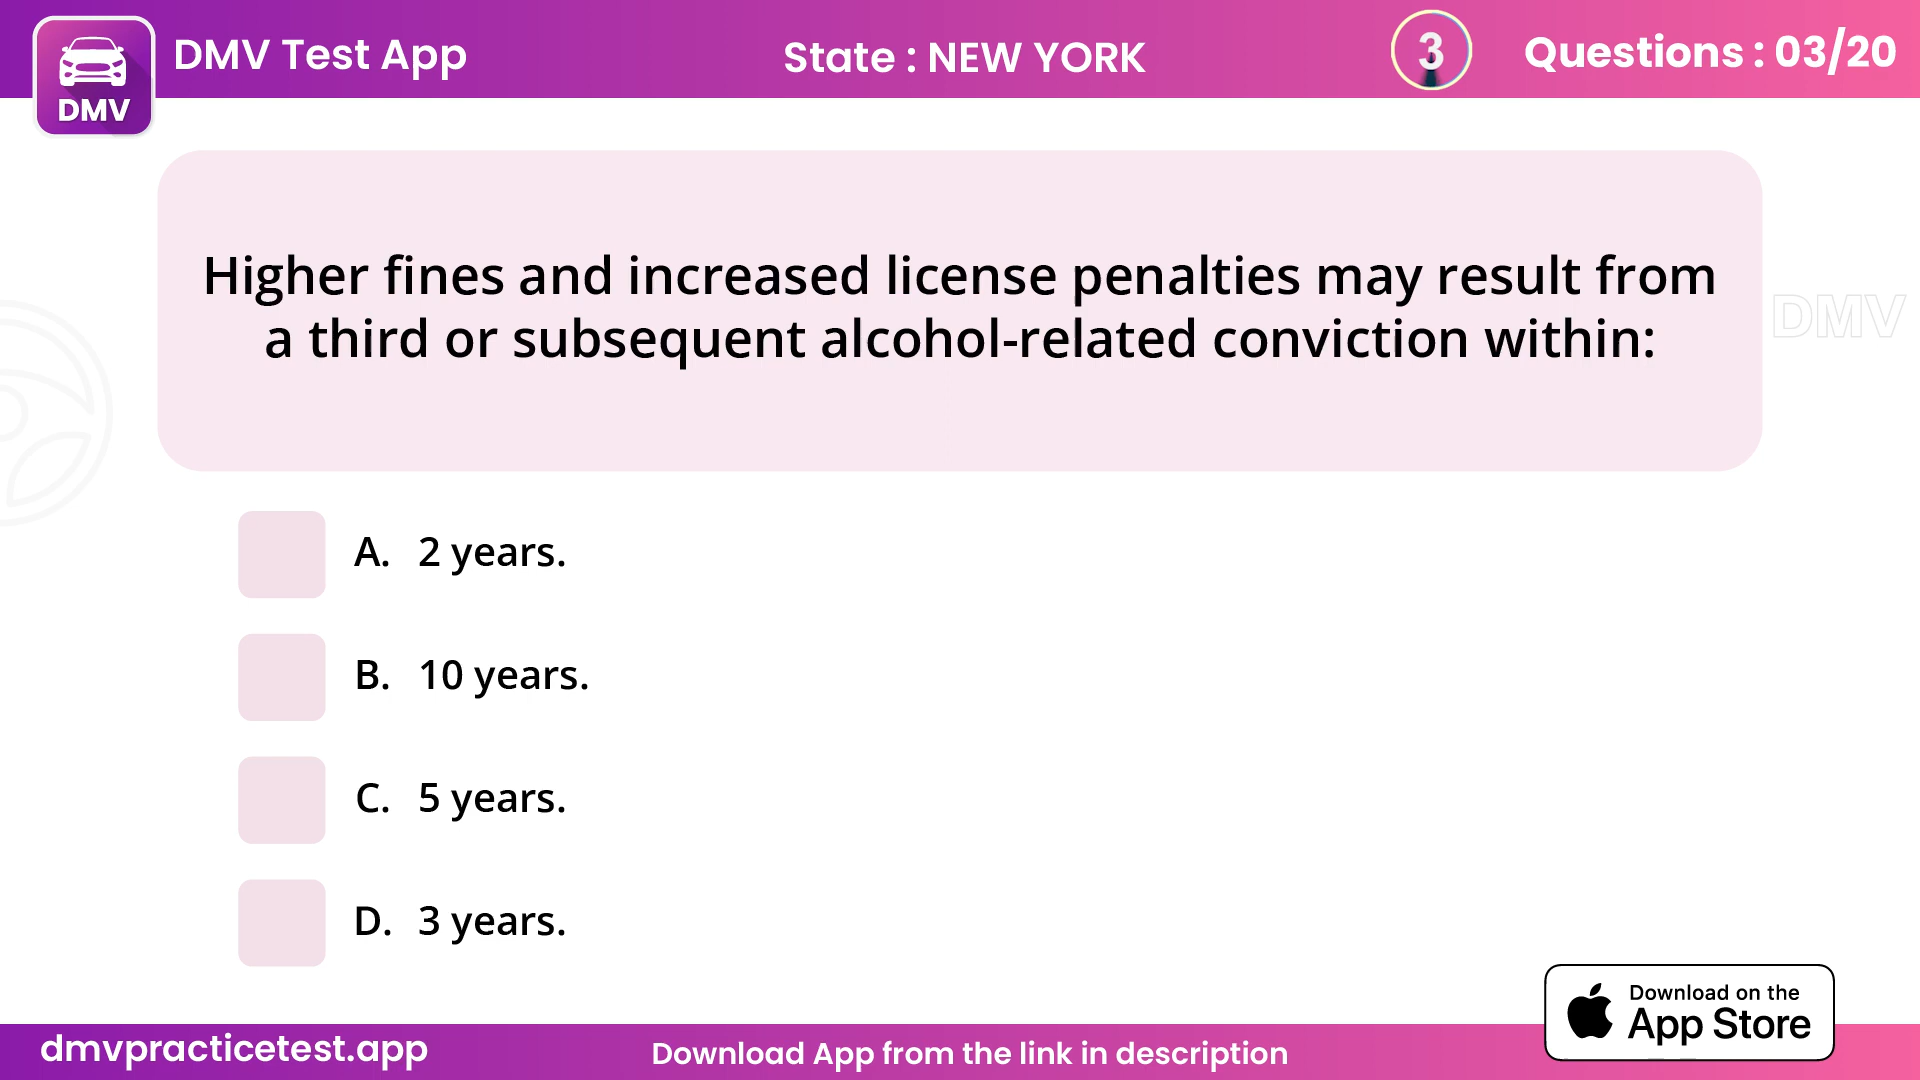 DMV Test App
State : NEW YORK
3
Questions : 03/20
DMV
Higher fines and increased license penalties may result from
a third or subsequent alcohol-related conviction within:
DMV
A. 2 years.
B. 10 years.
C. 5 years.
D. 3 years.
Download on the
App Store
dmvpracticetest.app
Download App from the link in description